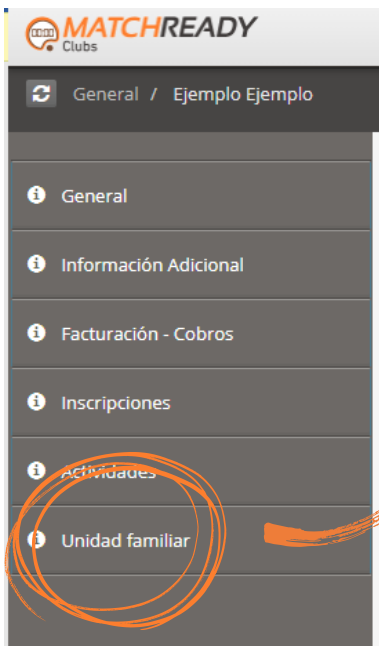 MATCHREADY
Clubs
General / Ejemplo Ejemplo
General
Información Adicional
Facturación - Cobros
Inscripciones
Actividades
Unidad familiar